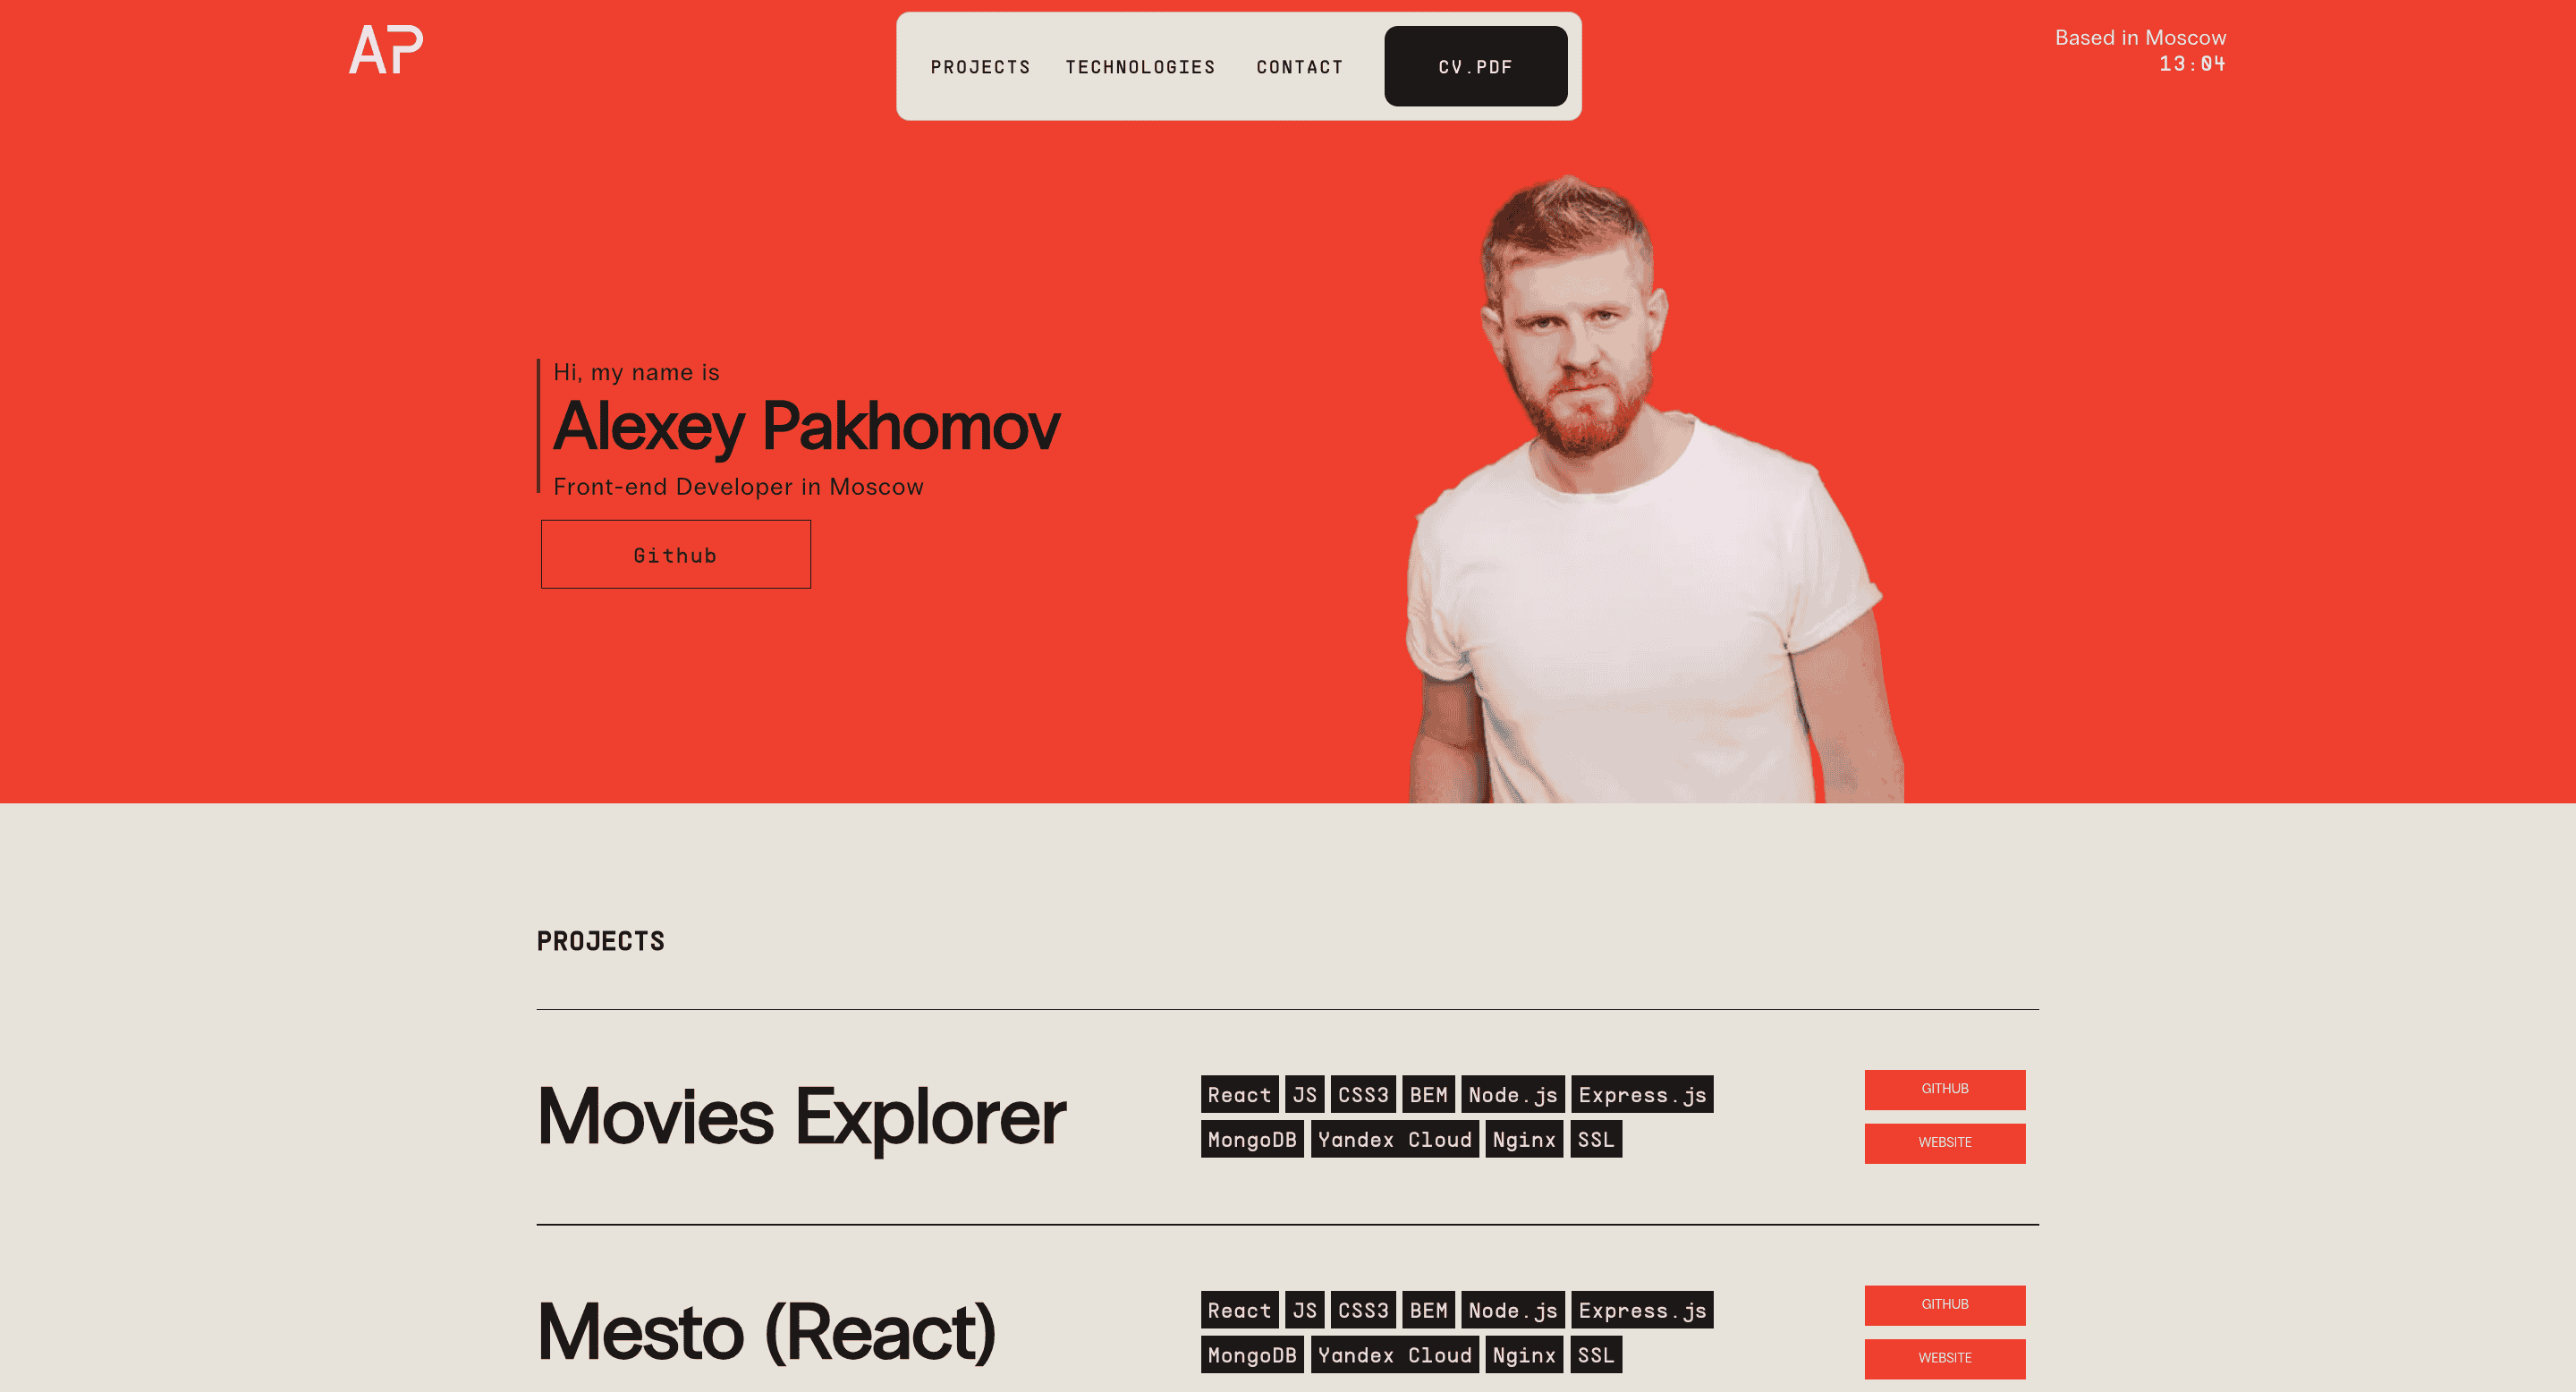 AP
PROJECTS TECHNOLOGIES CONTACT CV.PDF
Based in Moscow
13:04
Hi, my name is
Alexey Pakhomov
Front-end Developer in Moscow
Github
PROJECTS
Movies Explorer
React JS CSS3 BEM Node.js Express.js
MongoDB Yandex Cloud Nginx SSL
GITHUB
WEBSITE
Mesto (React)
React JS CSS3 BEM Node.js Express.js
MongoDB Yandex Cloud Nginx SSL
GITHUB
WEBSITE